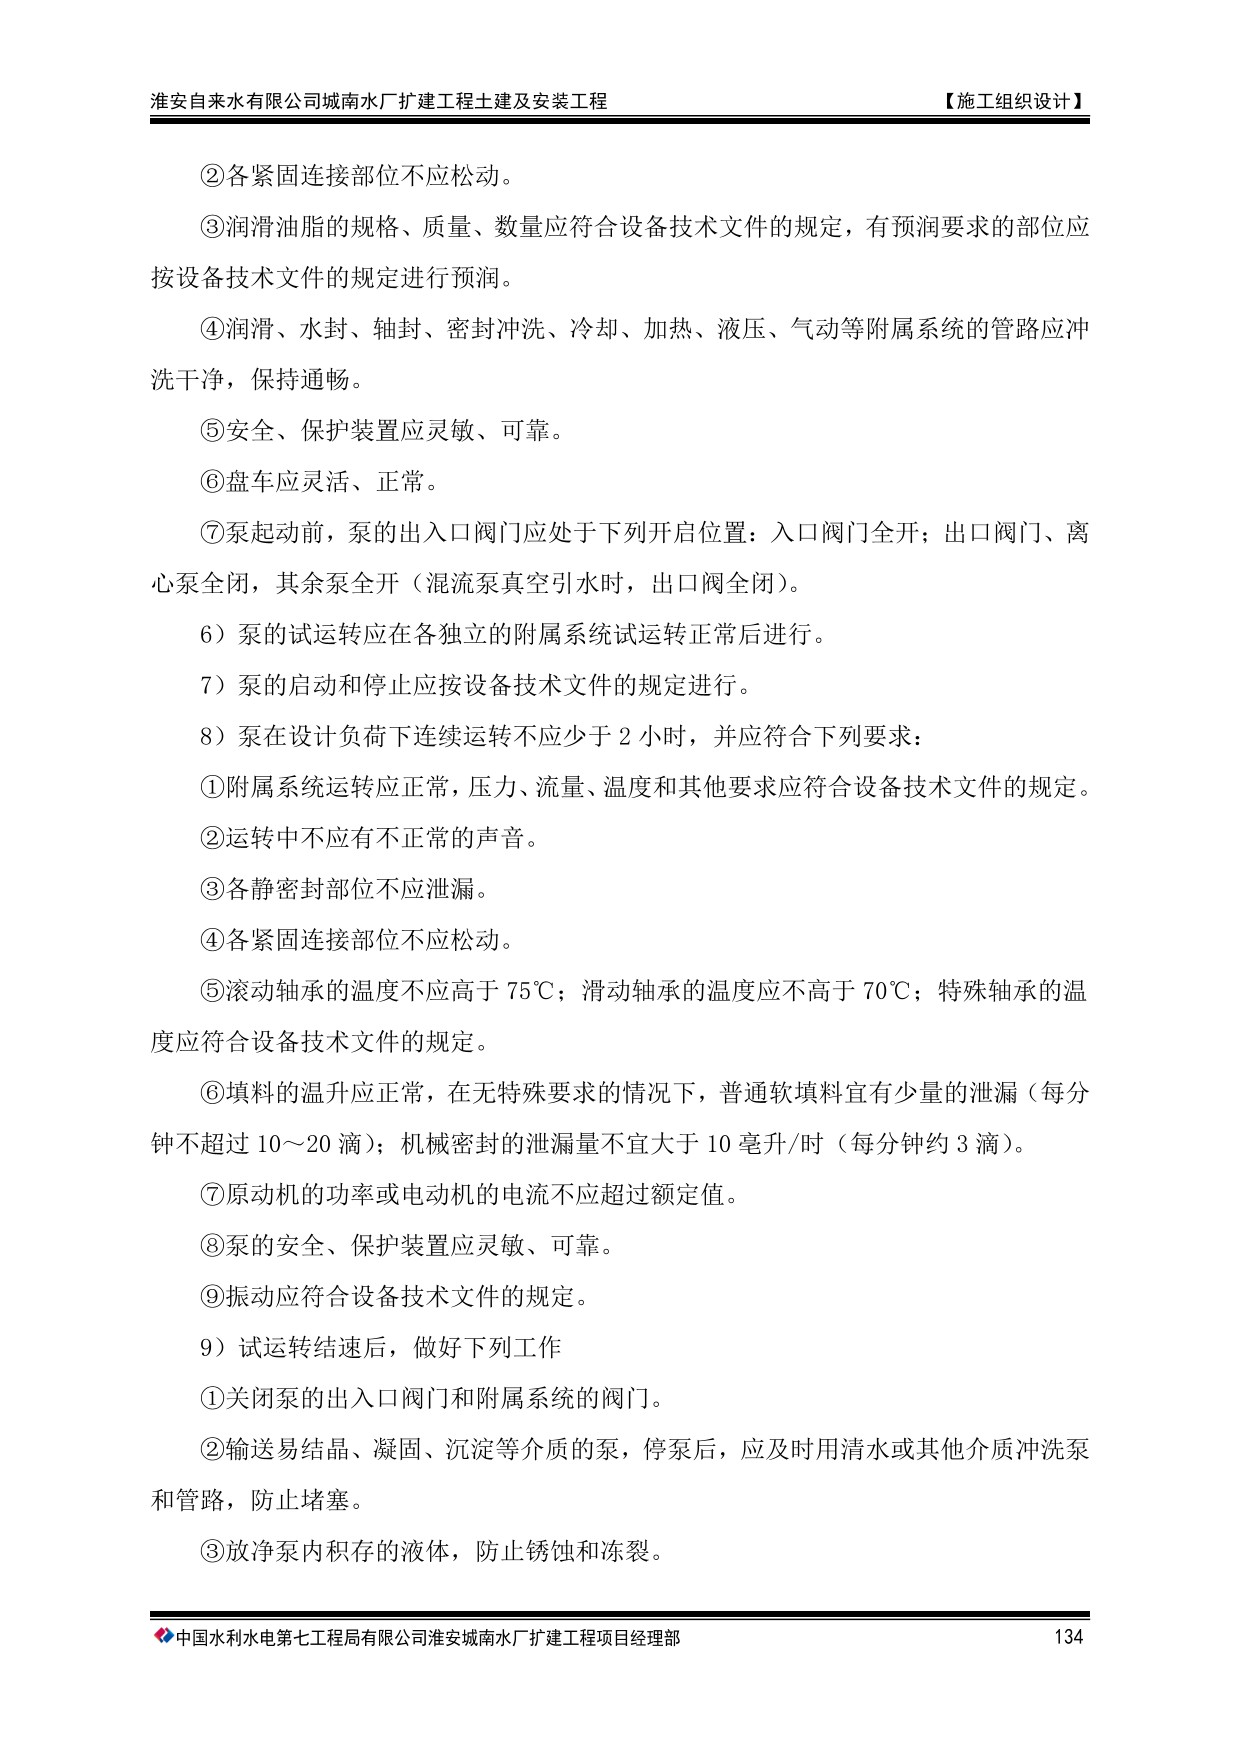 淮安自来水有限公司城南水厂扩建工程土建及安装工程 【施工组织设计】
②各紧固连接部位不应松动。
③润滑油脂的规格、质量、数量应符合设备技术文件的规定，有预润要求的部位应
按设备技术文件的规定进行预润。
④润滑、水封、轴封、密封冲洗、冷却、加热、液压、气动等附属系统的管路应冲
洗干净，保持通畅。
⑤安全、保护装置应灵敏、可靠。
⑥盘车应灵活、正常。
⑦泵起动前，泵的出入口阀门应处于下列开启位置：入口阀门全开；出口阀门、离
心泵全闭，其余泵全开（混流泵真空引水时，出口阀全闭）。
6）泵的试运转应在各独立的附属系统试运转正常后进行。
7）泵的启动和停止应按设备技术文件的规定进行。
8）泵在设计负荷下连续运转不应少于 2 小时，并应符合下列要求：
①附属系统运转应正常，压力、流量、温度和其他要求应符合设备技术文件的规定。
②运转中不应有不正常的声音。
③各静密封部位不应泄漏。
④各紧固连接部位不应松动。
⑤滚动轴承的温度不应高于 75℃；滑动轴承的温度应不高于 70℃；特殊轴承的温
度应符合设备技术文件的规定。
⑥填料的温升应正常，在无特殊要求的情况下，普通软填料宜有少量的泄漏（每分
钟不超过 10～20 滴）；机械密封的泄漏量不宜大于 10 毫升/时（每分钟约 3 滴）。
⑦原动机的功率或电动机的电流不应超过额定值。
⑧泵的安全、保护装置应灵敏、可靠。
⑨振动应符合设备技术文件的规定。
9）试运转结速后，做好下列工作
①关闭泵的出入口阀门和附属系统的阀门。
②输送易结晶、凝固、沉淀等介质的泵，停泵后，应及时用清水或其他介质冲洗泵
和管路，防止堵塞。
③放净泵内积存的液体，防止锈蚀和冻裂。
中国水利水电第七工程局有限公司淮安城南水厂扩建工程项目经理部 134